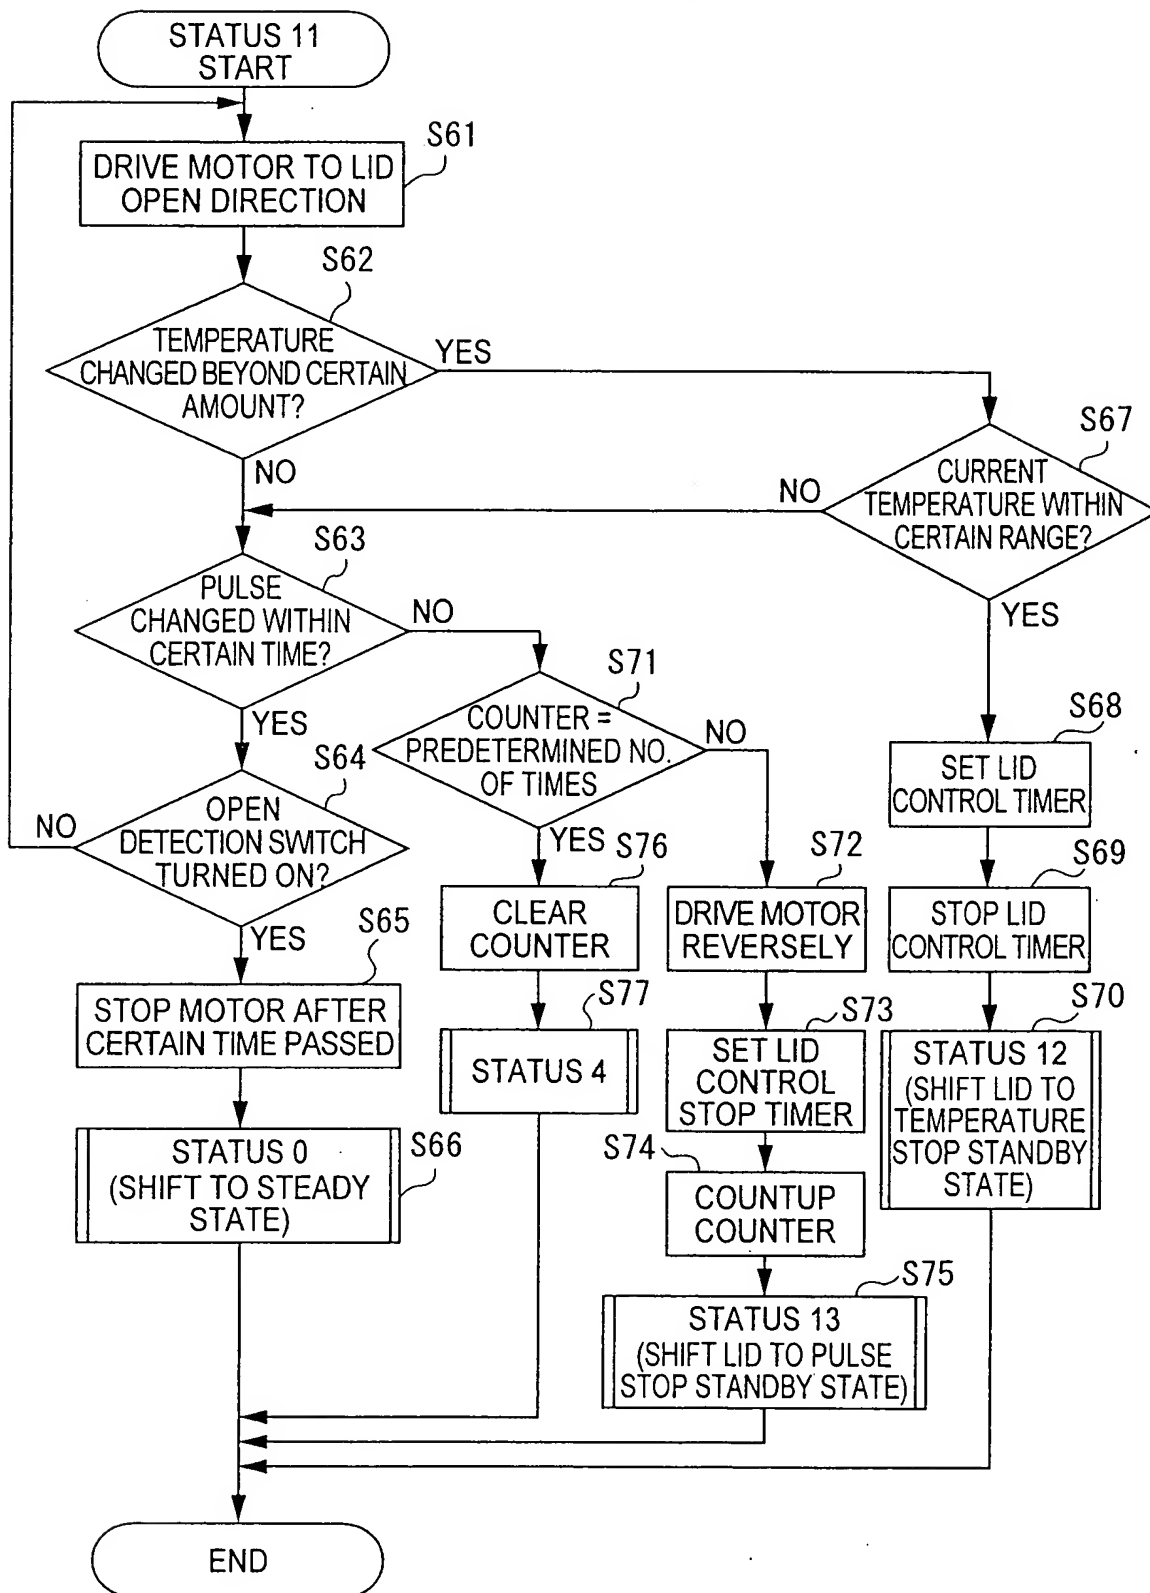 STATUS 11
START
S61
DRIVE MOTOR TO LID
OPEN DIRECTION
S62
TEMPERATURE
CHANGED BEYOND CERTAIN
AMOUNT?
YES
NO
S67
CURRENT
TEMPERATURE WITHIN
CERTAIN RANGE?
NO
YES
S63
PULSE
CHANGED WITHIN
CERTAIN TIME?
NO
YES
S71
COUNTER =
PREDETERMINED NO.
OF TIMES
NO
YES
S68
SET LID
CONTROL TIMER
S64
OPEN
DETECTION SWITCH
TURNED ON?
NO
YES
S76
CLEAR
COUNTER
S72
DRIVE MOTOR
REVERSELY
S69
STOP LID
CONTROL TIMER
S65
STOP MOTOR AFTER
CERTAIN TIME PASSED
S77
STATUS 4
S73
SET LID
CONTROL
STOP TIMER
S70
STATUS 12
(SHIFT LID TO
TEMPERATURE
STOP STANDBY
STATE)
S66
STATUS 0
(SHIFT TO STEADY
STATE)
S74
COUNTUP
COUNTER
S75
STATUS 13
(SHIFT LID TO PULSE
STOP STANDBY STATE)
END